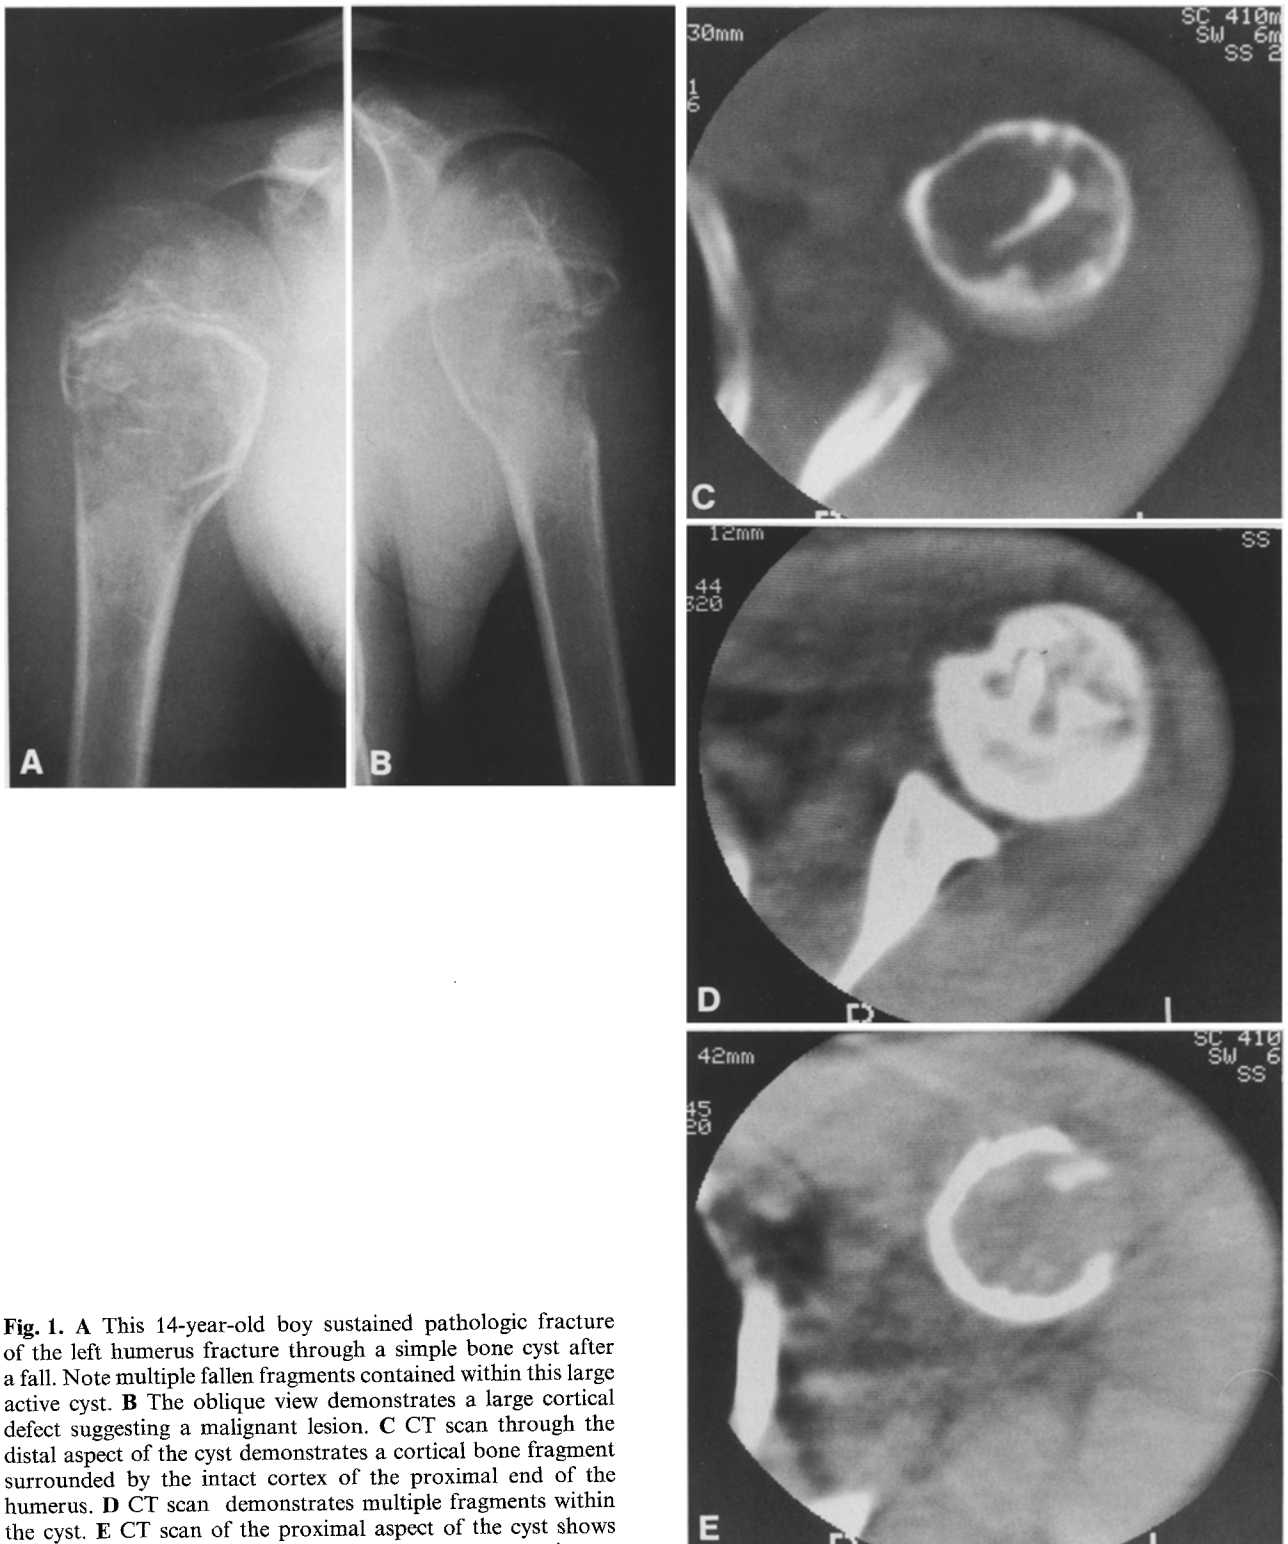 A
B
30mm
1
6
SC 410m
SW 6m
SS 2
C
12mm
44
320
SS
D
42mm
45
20
SC 410
SW 6
SS
E
Fig. 1. A This 14-year-old boy sustained pathologic fracture
of the left humerus fracture through a simple bone cyst after
a fall. Note multiple fallen fragments contained within this large
active cyst. B The oblique view demonstrates a large cortical
defect suggesting a malignant lesion. C CT scan through the
distal aspect of the cyst demonstrates a cortical bone fragment
surrounded by the intact cortex of the proximal end of the
humerus. D CT scan demonstrates multiple fragments within
the cyst. E CT scan of the proximal aspect of the cyst shows